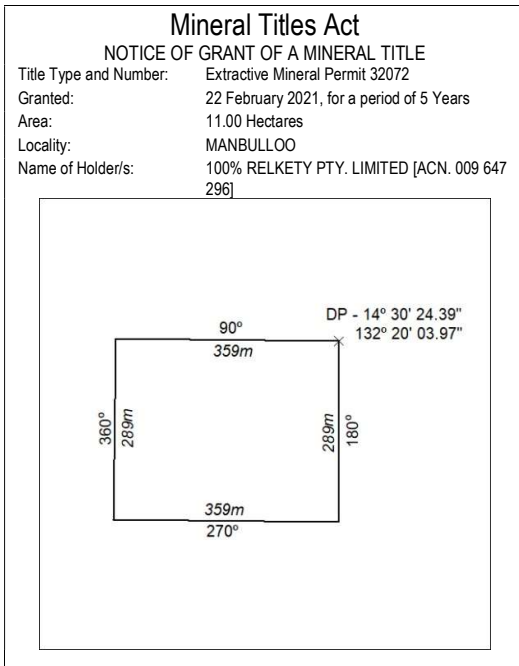 Mineral Titles Act
NOTICE OF GRANT OF A MINERAL TITLE
Title Type and Number: Extractive Mineral Permit 32072
Granted: 22 February 2021, for a period of 5 Years
Area: 11.00 Hectares
Locality: MANBULLOO
Name of Holder/s: 100% RELKETY PTY. LIMITED [ACN. 009 647
296]
DP - 14º 30' 24.39"
132º 20' 03.97"
90º
359m
360º
289m
289m
180º
359m
270º